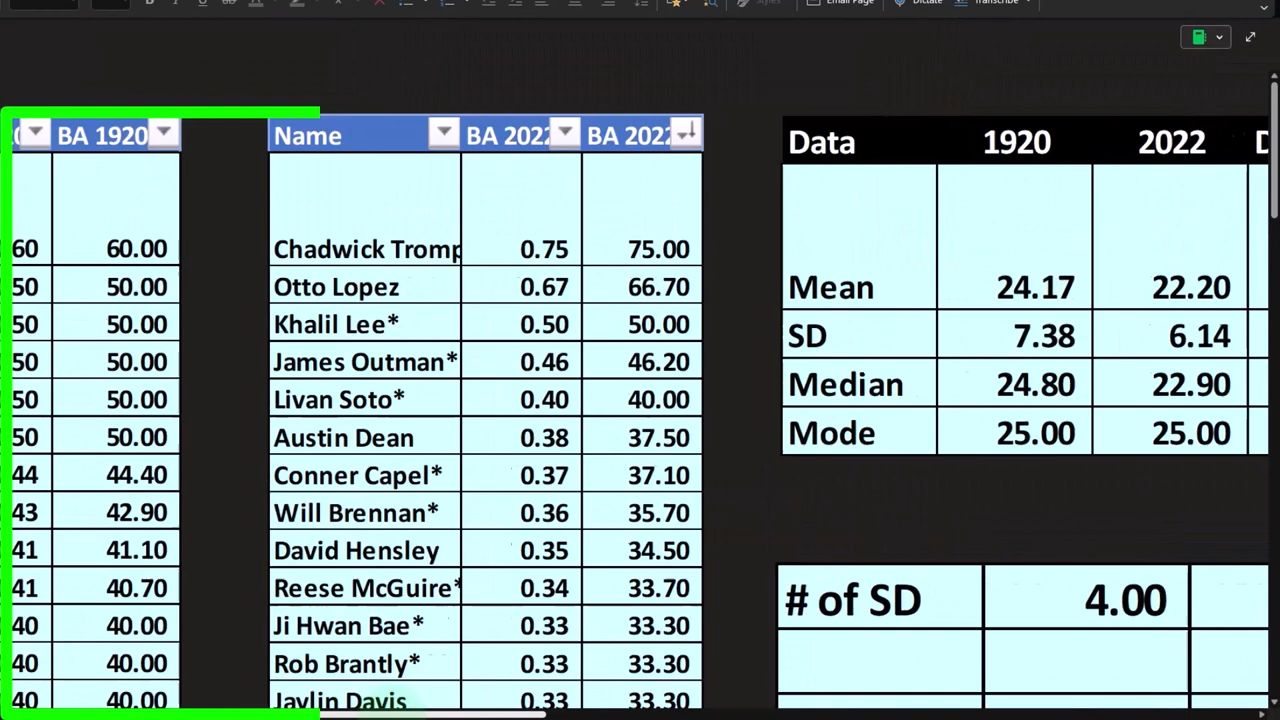 Email Page Dictate Transcribe
BA 1920
60 60.00
50 50.00
50 50.00
50 50.00
50 50.00
50 50.00
44 44.40
43 42.90
41 41.10
41 40.70
40 40.00
40 40.00
40 40.00
Name BA 2022 BA 2022
Chadwick Tromp 0.75 75.00
Otto Lopez 0.67 66.70
Khalil Lee* 0.50 50.00
James Outman* 0.46 46.20
Livan Soto* 0.40 40.00
Austin Dean 0.38 37.50
Conner Capel* 0.37 37.10
Will Brennan* 0.36 35.70
David Hensley 0.35 34.50
Reese McGuire* 0.34 33.70
Ji Hwan Bae* 0.33 33.30
Rob Brantly* 0.33 33.30
Jaylin Davis 0.33 33.30
Data 1920 2022 D
Mean 24.17 22.20
SD 7.38 6.14
Median 24.80 22.90
Mode 25.00 25.00
# of SD 4.00